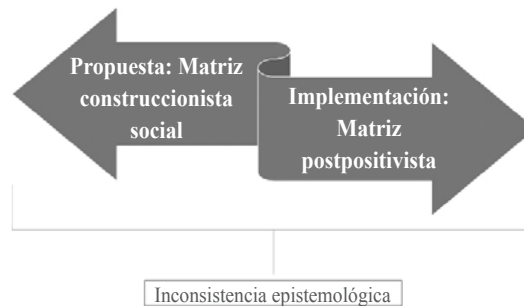 Propuesta: Matriz
construccionista
social
Implementación:
Matriz
postpositivista
Inconsistencia epistemológica